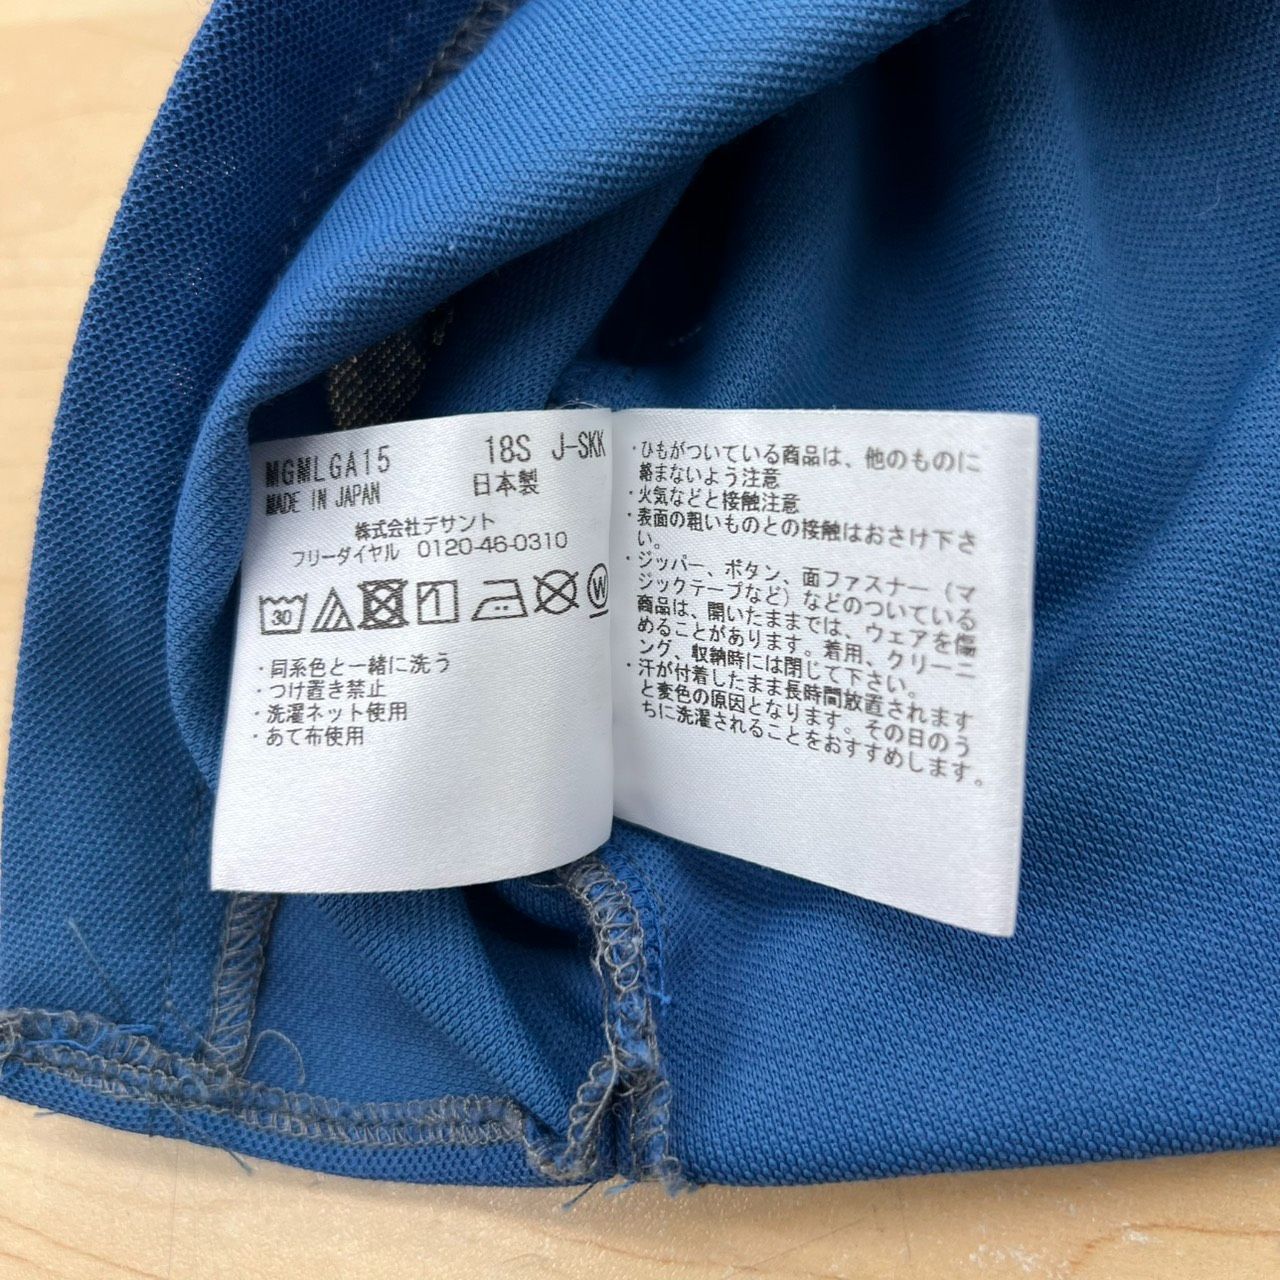 MGMLGA15 18S J-SKK
MADE IN JAPAN 日本製
株式会社デサント
フリーダイヤル 0120-46-0310
30
・同系色と一緒に洗う
・つけ置き禁止
・洗濯ネット使用
・あて布使用
・ひもがついている商品は、他のものに
絡まないよう注意
・火気などと接触注意
・表面の粗いものとの接触はおさけ下さ
い。
・ジッパー、ボタン、面ファスナー（マ
ジックテープなど）などのついている
商品は、開いたままでは、ウェアを傷
めることがあります。着用、クリーニ
ング、収納時には閉じて下さい。
・汗が付着したまま長時間放置されます
と変色の原因となります。その日のう
ちに洗濯されることをおすすめします。